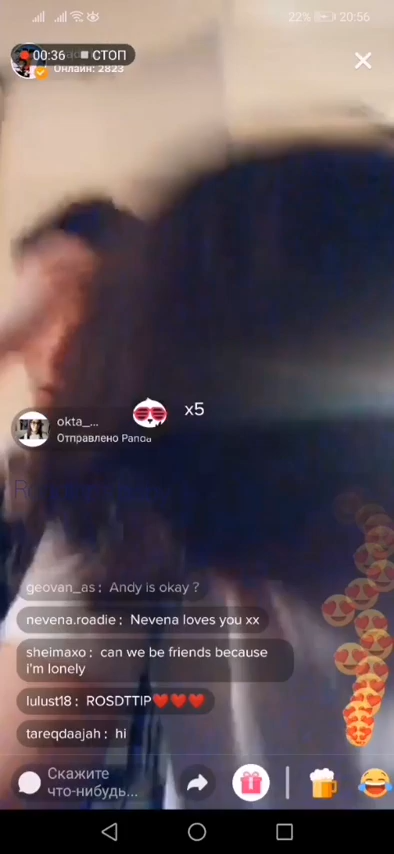 22% 20:56
00:36 СТОП
Онлайн: 2823
x5
okta_...
Отправлено Panda
geovan_as : Andy is okay ?
nevena.roadie : Nevena loves you xx
sheimaxo : can we be friends because
i'm lonely
lulust18 : ROSDTTIP❤️❤️❤️
tareqdaajah : hi
Скажите
что-нибудь...